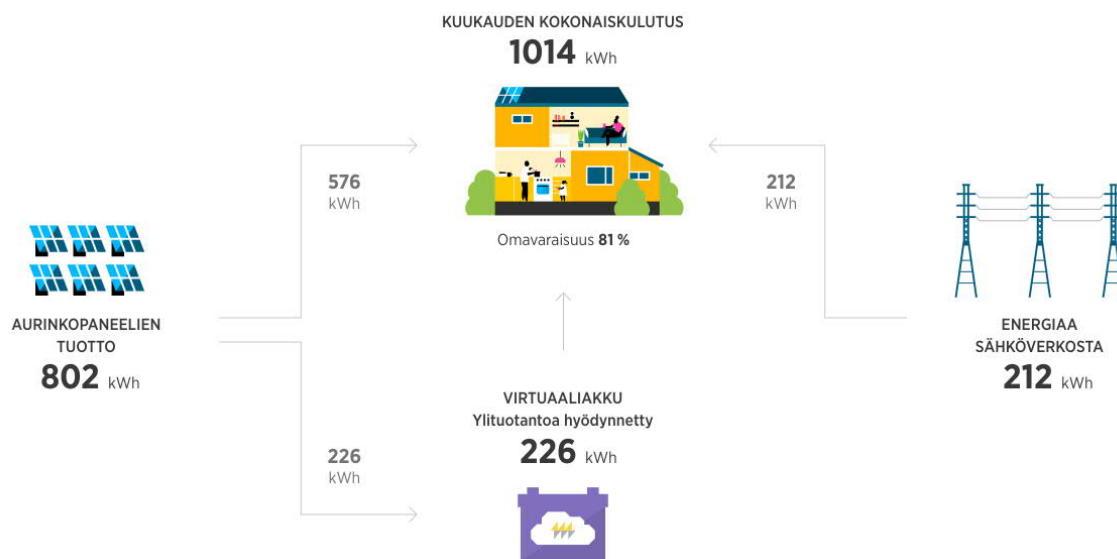 KUUKAUDEN KOKONAISKULUTUS
1014 kWh
576
kWh
212
kWh
Omavaraisuus 81 %
AURINKOPANEELIEN
TUOTTO
802 kWh
ENERGIAA
SÄHKÖVERKOSTA
212 kWh
VIRTUAALIAKKU
Ylituotantoa hyödynnetty
226 kWh
226
kWh